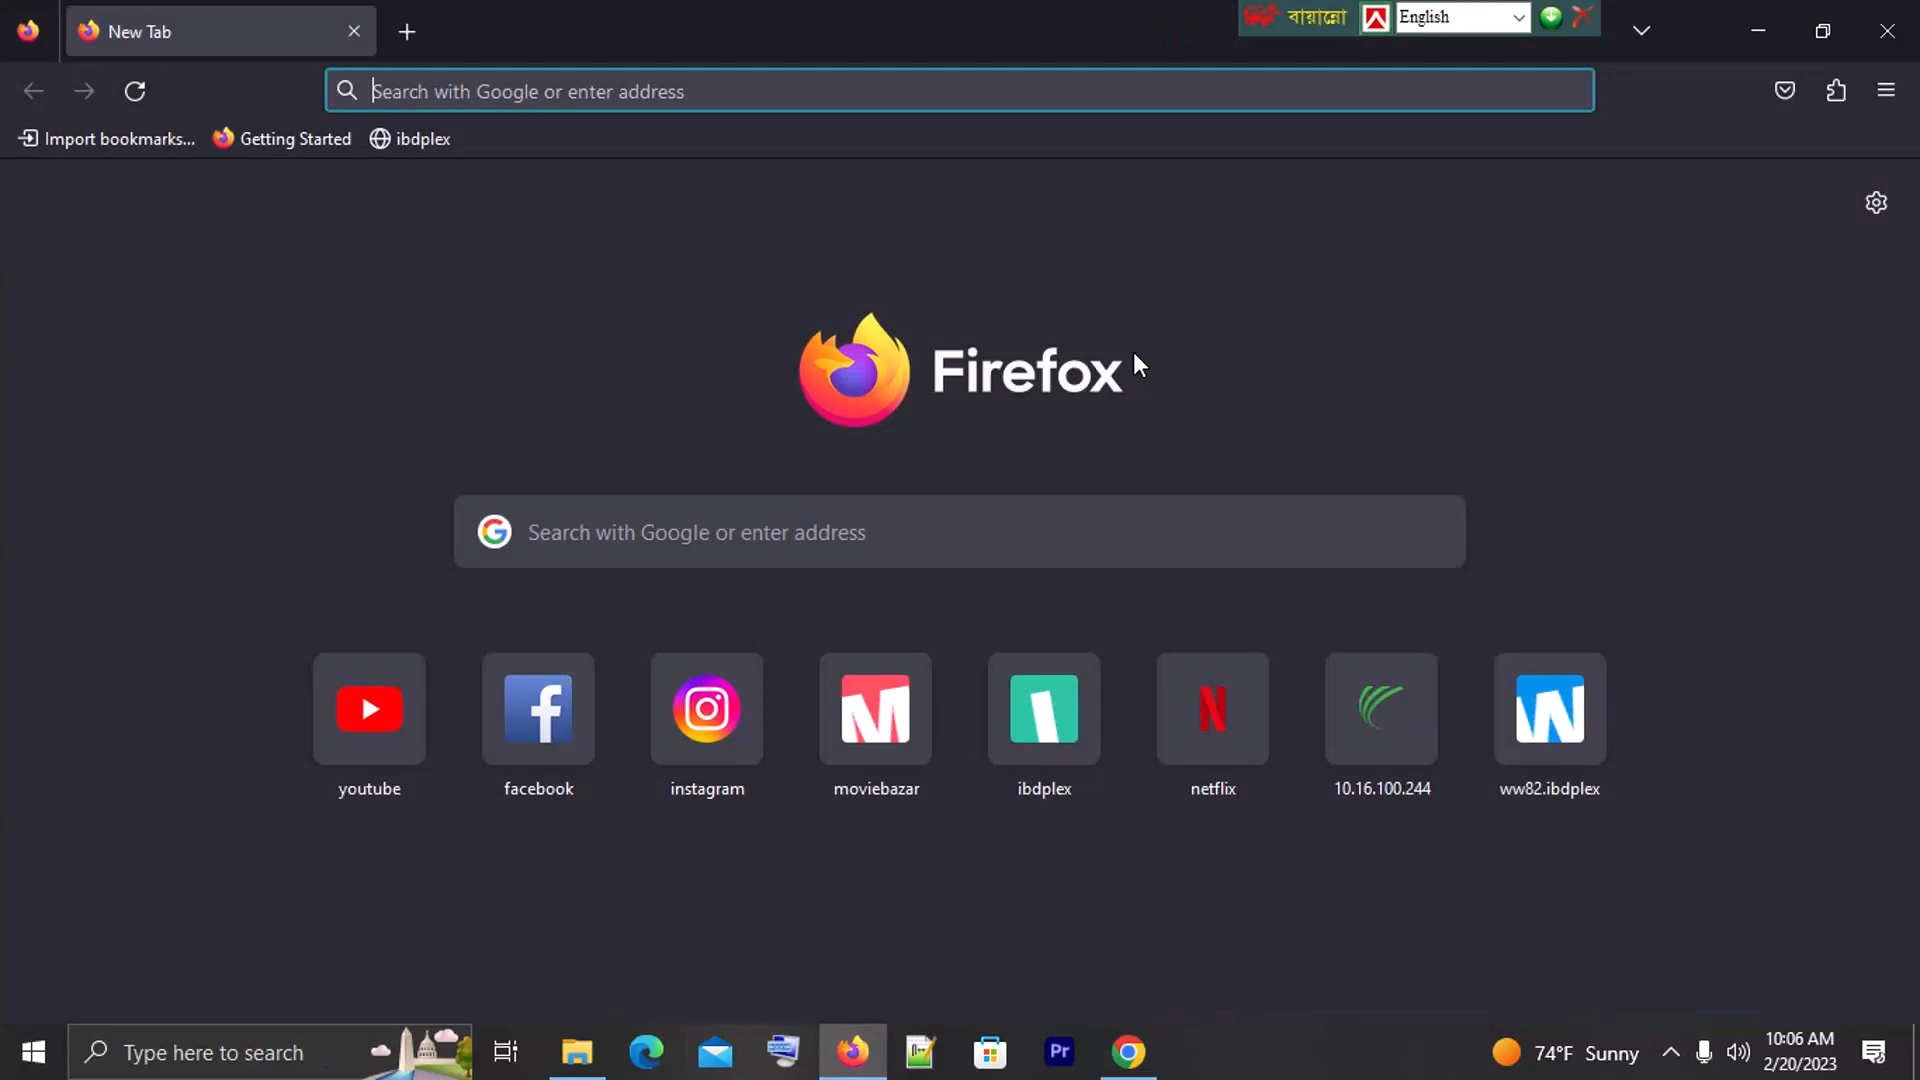 New Tab
বায়ান্নো
English
Search with Google or enter address
Import bookmarks...
Getting Started
ibdplex
Firefox
Search with Google or enter address
youtube
facebook
instagram
moviebazar
ibdplex
netflix
10.16.100.244
ww82.ibdplex
Type here to search
Pr
74°F Sunny
10:06 AM
2/20/2023